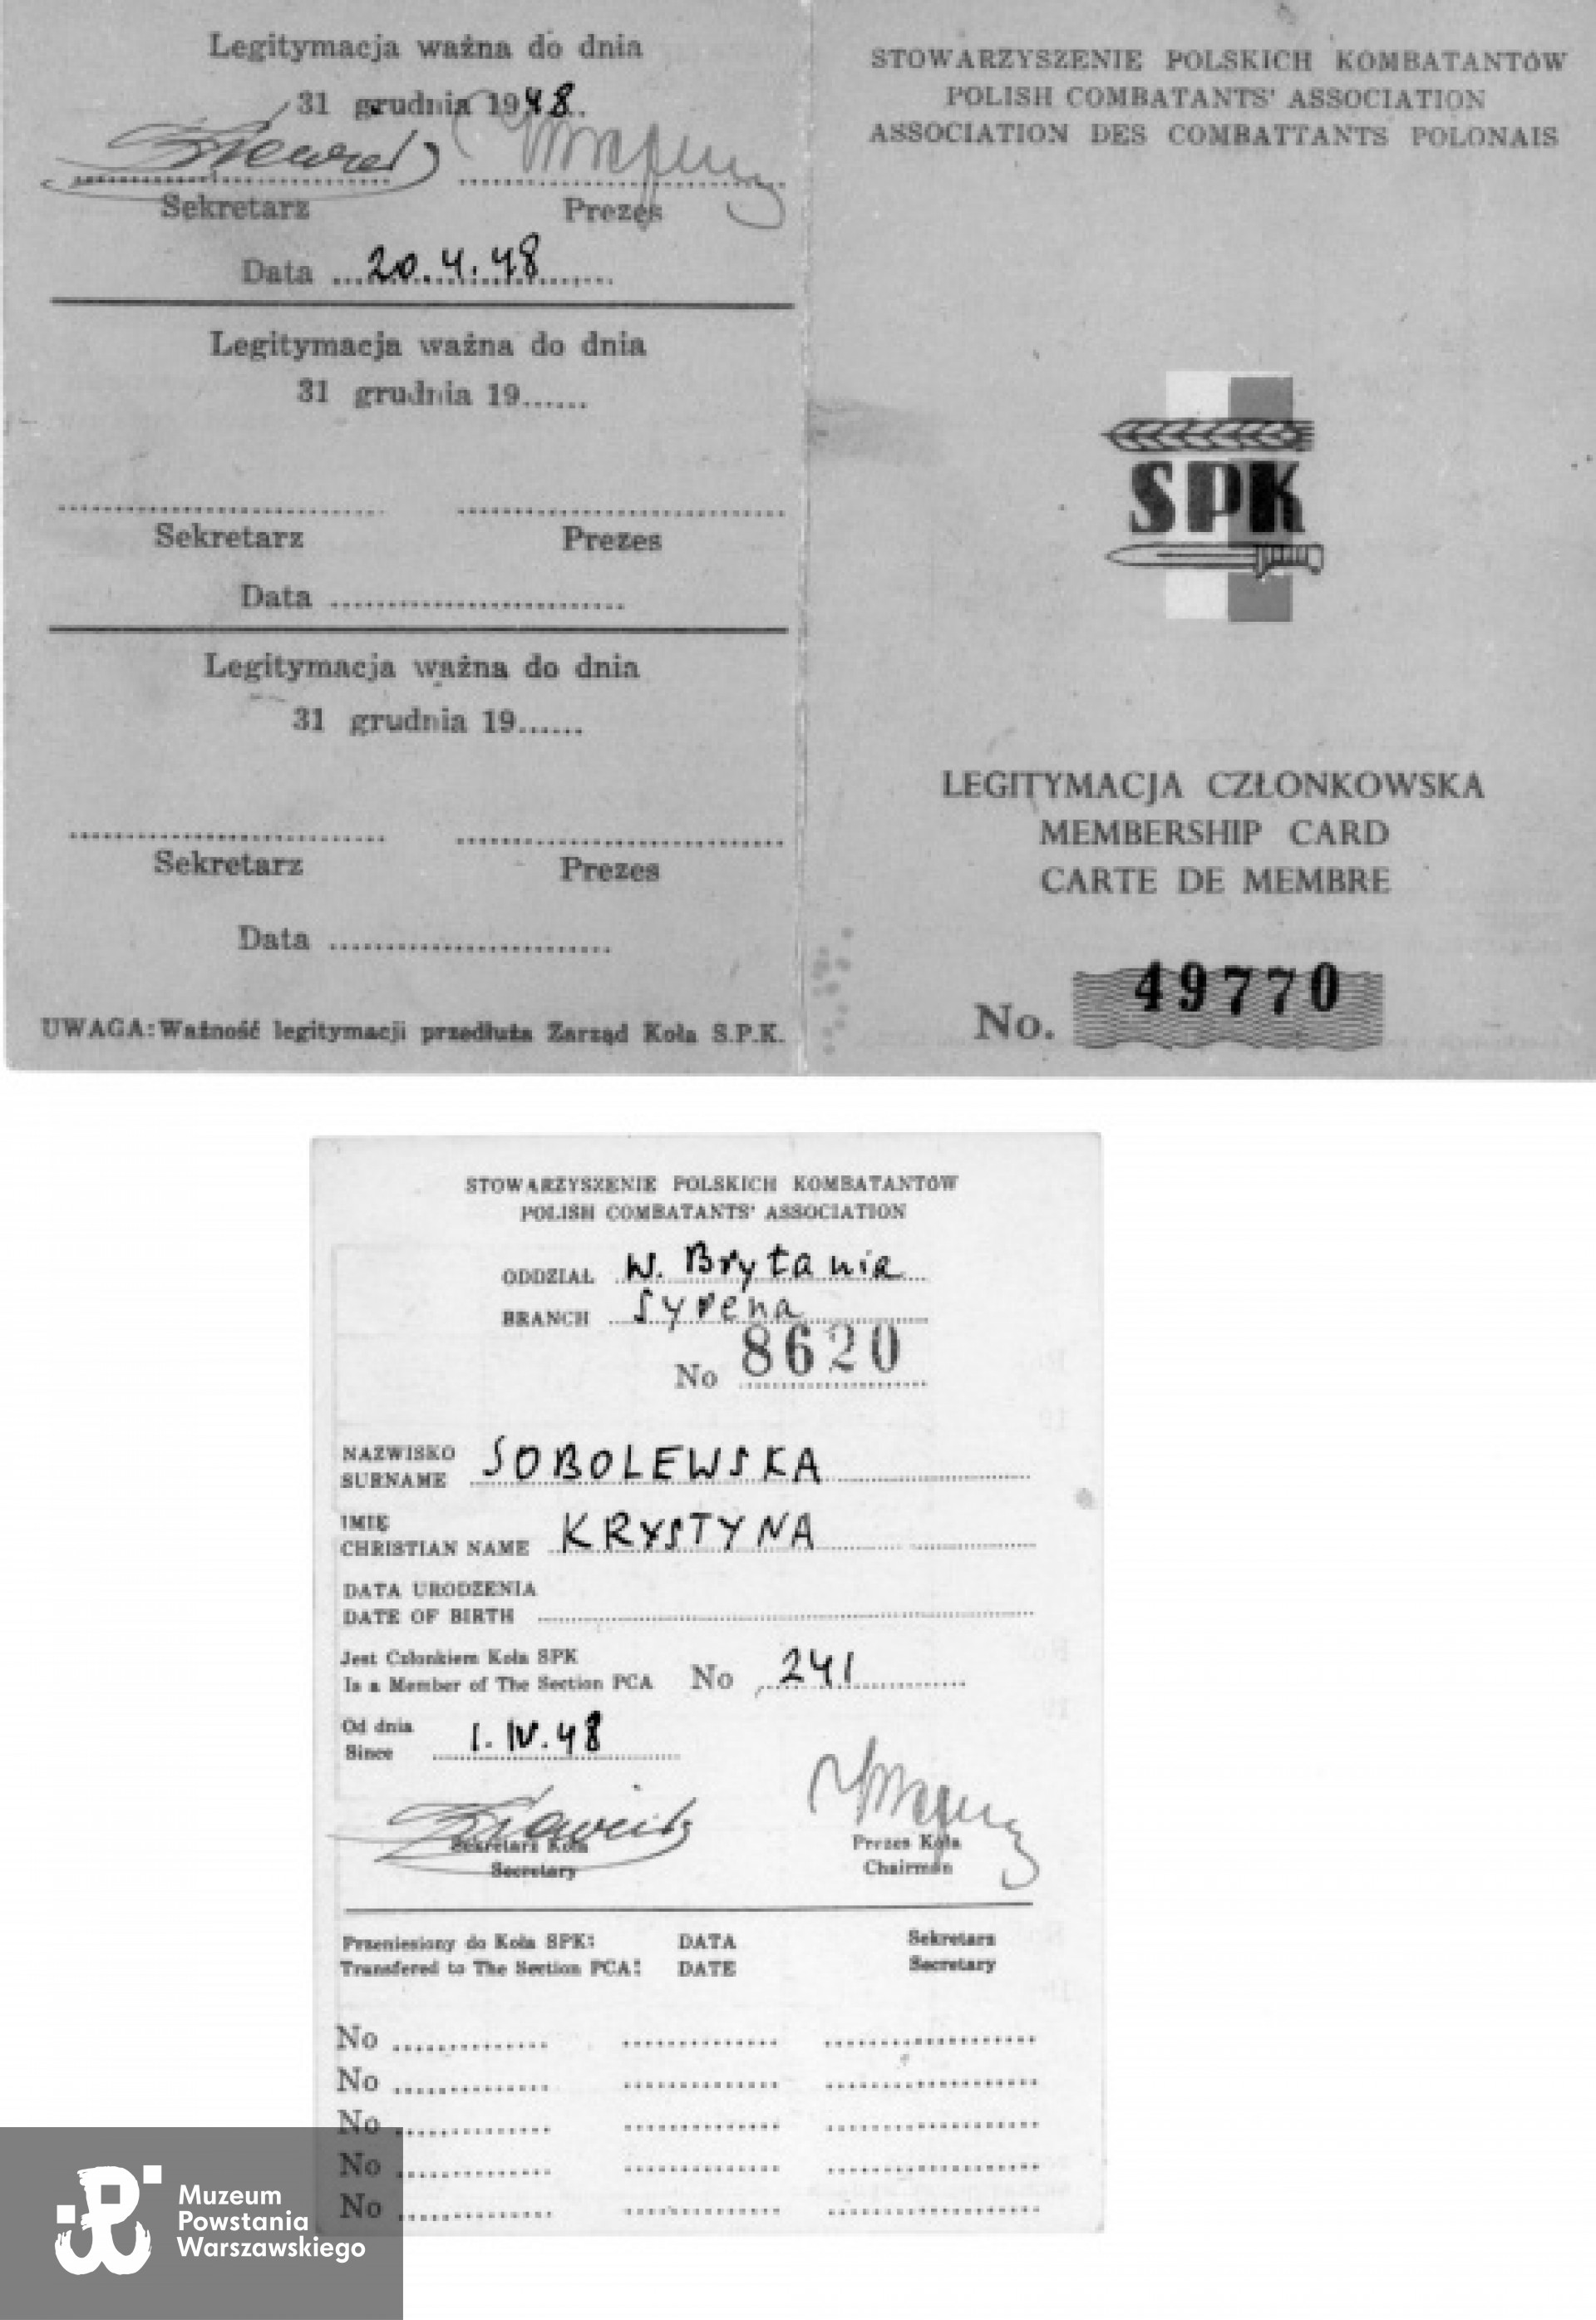 Legitymacja ważna do dnia
31 grudnia 1948.
Sekretarz Prezes
Data ...20.4.48.......
Legitymacja ważna do dnia
31 grudnia 19......
Sekretarz Prezes
Data ..........................
Legitymacja ważna do dnia
31 grudnia 19......
Sekretarz Prezes
Data ..........................
UWAGA: Ważność legitymacji przedłuża Zarząd Koła S.P.K.
STOWARZYSZENIE POLSKICH KOMBATANTÓW
POLISH COMBATANTS' ASSOCIATION
ASSOCIATION DES COMBATTANTS POLONAIS
SPK
LEGITYMACJA CZŁONKOWSKA
MEMBERSHIP CARD
CARTE DE MEMBRE
No. 49770
STOWARZYSZENIE POLSKICH KOMBATANTÓW
POLISH COMBATANTS' ASSOCIATION
ODDZIAŁ W. Brytania
BRANCH Syrena
No 8620
NAZWISKO
SURNAME SOBOLEWSKA
IMIĘ
CHRISTIAN NAME KRYSTYNA
DATA URODZENIA
DATE OF BIRTH
Jest Członkiem Koła SPK
Is a Member of The Section PCA No 241
Od dnia
Since 1.IV.48
Sekretarz Koła Prezes Koła
Secretary Chairman
Przeniesiony do Koła SPK: DATA Sekretarz
Transfered to The Section PCA: DATE Secretary
No
No
No
No
No
Muzeum
Powstania
Warszawskiego